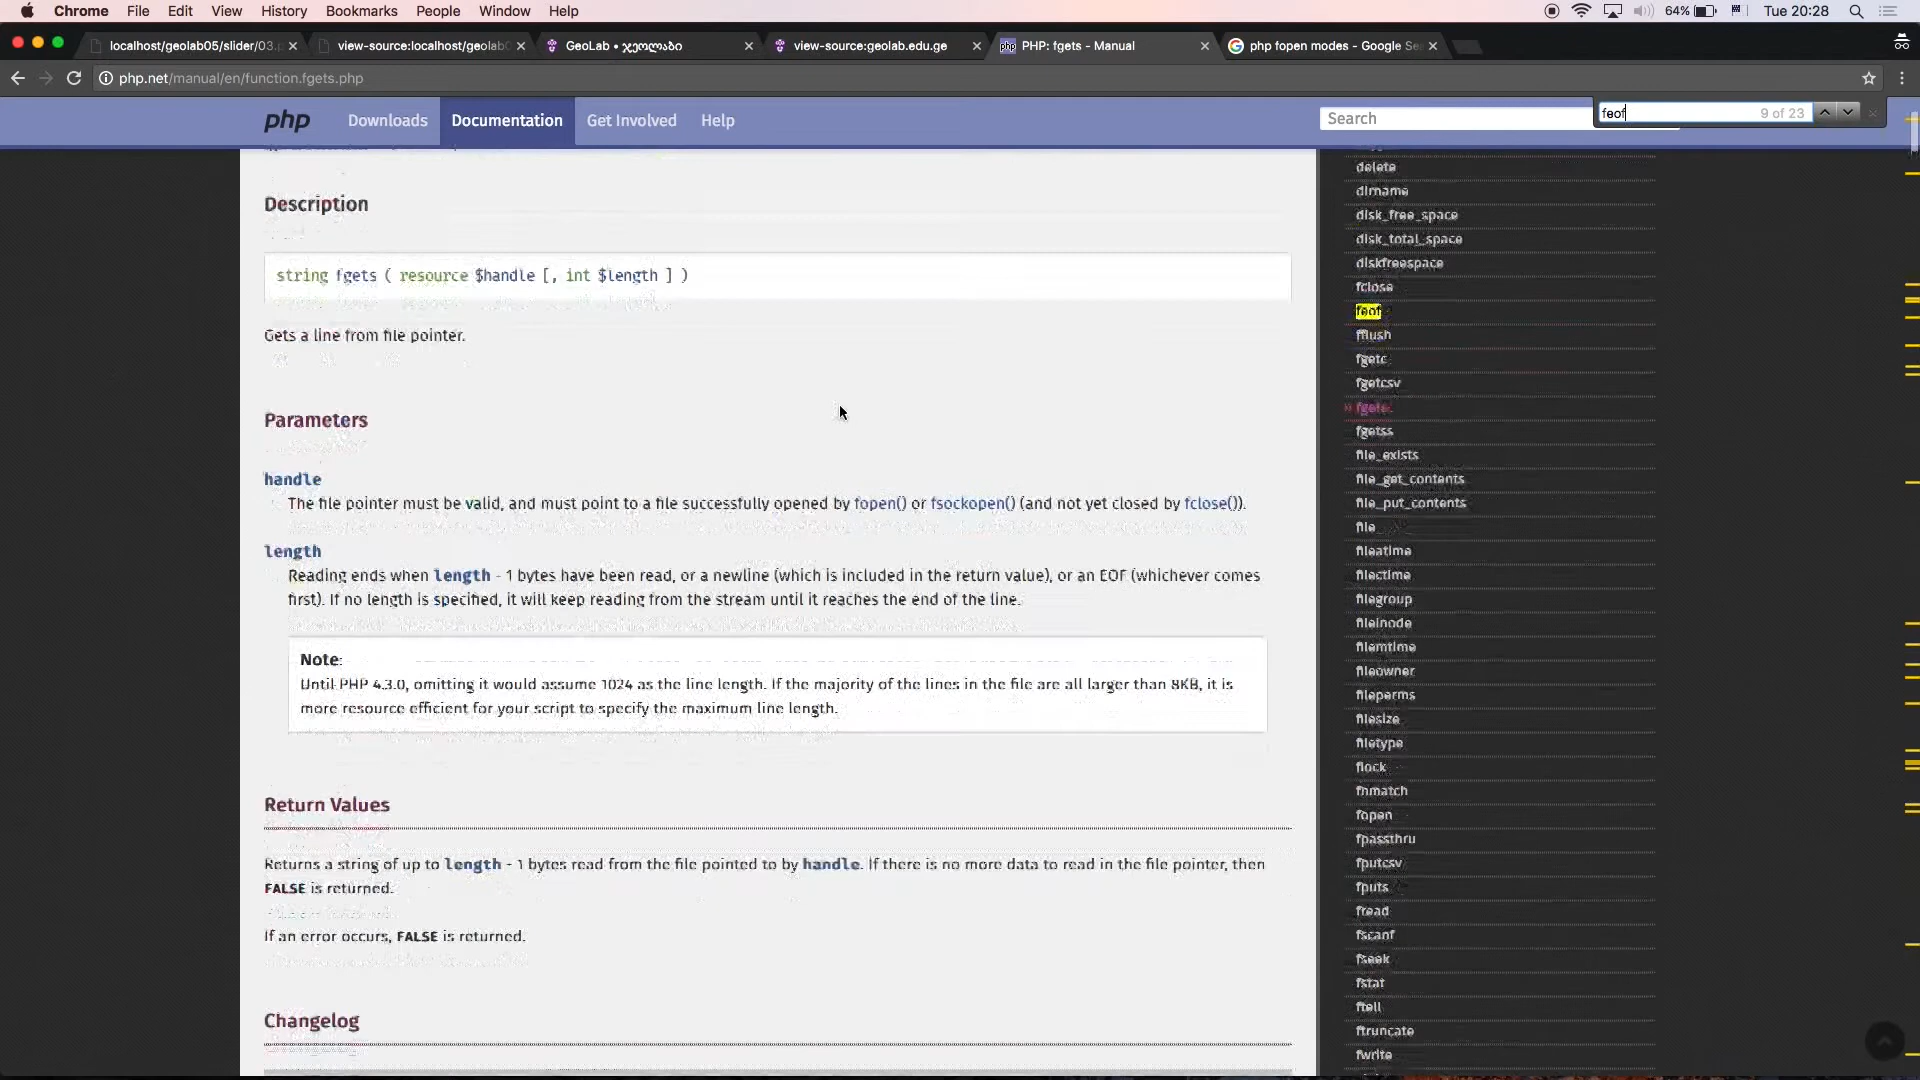 Chrome File Edit View History Bookmarks People Window Help
64% Tue 20:28
localhost/geolab05/slider/03.p
view-source:localhost/geolab0
GeoLab • ჯეოლაბი
view-source:geolab.edu.ge
PHP: fgets - Manual
php fopen modes - Google Se
php.net/manual/en/function.fgets.php
php Downloads Documentation Get Involved Help
Search
feof 9 of 23
Description
string fgets ( resource $handle [, int $length ] )
Gets a line from file pointer.
Parameters
handle
The file pointer must be valid, and must point to a file successfully opened by fopen() or fsockopen() (and not yet closed by fclose()).
length
Reading ends when length - 1 bytes have been read, or a newline (which is included in the return value), or an EOF (whichever comes
first). If no length is specified, it will keep reading from the stream until it reaches the end of the line.
Note:
Until PHP 4.3.0, omitting it would assume 1024 as the line length. If the majority of the lines in the file are all larger than 8KB, it is
more resource efficient for your script to specify the maximum line length.
Return Values
Returns a string of up to length - 1 bytes read from the file pointed to by handle. If there is no more data to read in the file pointer, then
FALSE is returned.
If an error occurs, FALSE is returned.
Changelog
delete
dirname
disk_free_space
disk_total_space
diskfreespace
fclose
feof
fflush
fgetc
fgetcsv
» fgets
fgetss
file_exists
file_get_contents
file_put_contents
file
fileatime
filectime
filegroup
fileinode
filemtime
fileowner
fileperms
filesize
filetype
flock
fnmatch
fopen
fpassthru
fputcsv
fputs
fread
fscanf
fseek
fstat
ftell
ftruncate
fwrite